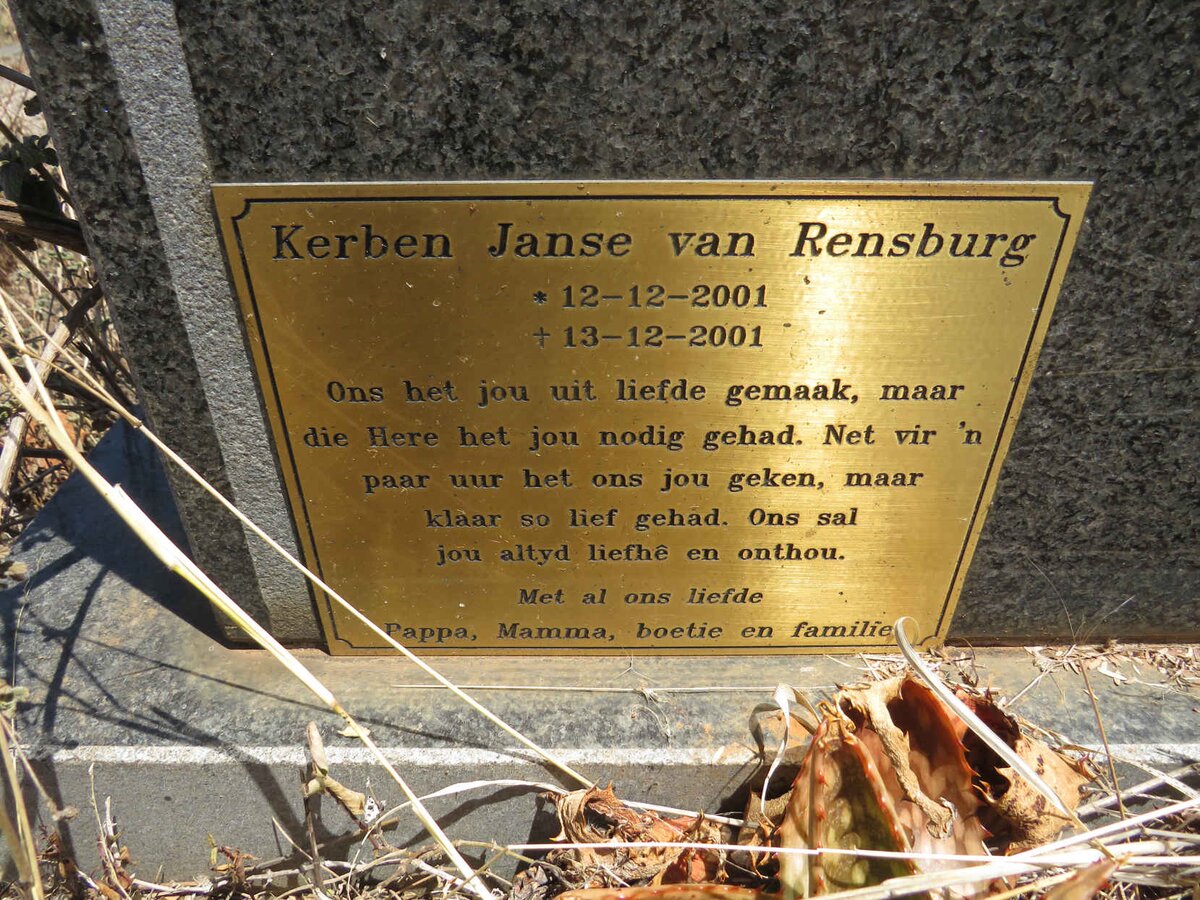 Kerben Janse van Rensburg
* 12-12-2001
† 13-12-2001
Ons het jou uit liefde gemaak, maar
die Here het jou nodig gehad. Net vir 'n
paar uur het ons jou geken, maar
klaar so lief gehad. Ons sal
jou altyd liefhê en onthou.
Met al ons liefde
Pappa, Mamma, boetie en familie